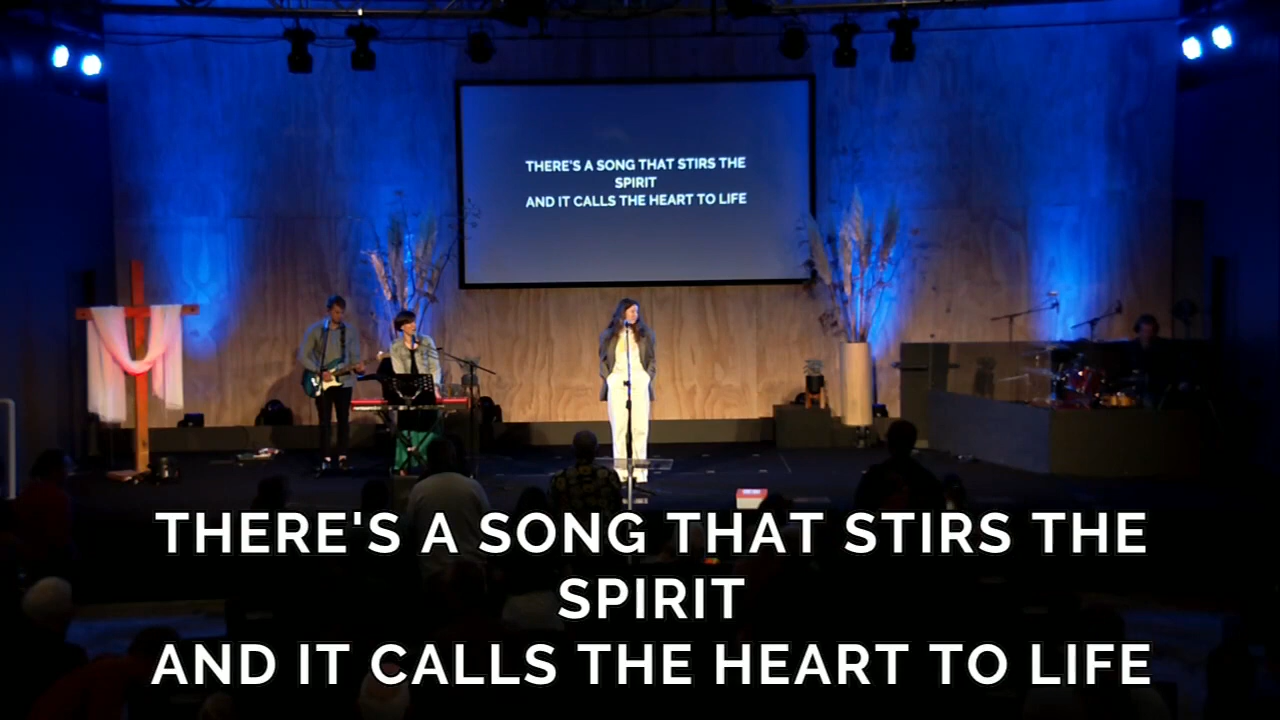 THERE'S A SONG THAT STIRS THE
SPIRIT
AND IT CALLS THE HEART TO LIFE
THERE'S A SONG THAT STIRS THE
SPIRIT
AND IT CALLS THE HEART TO LIFE